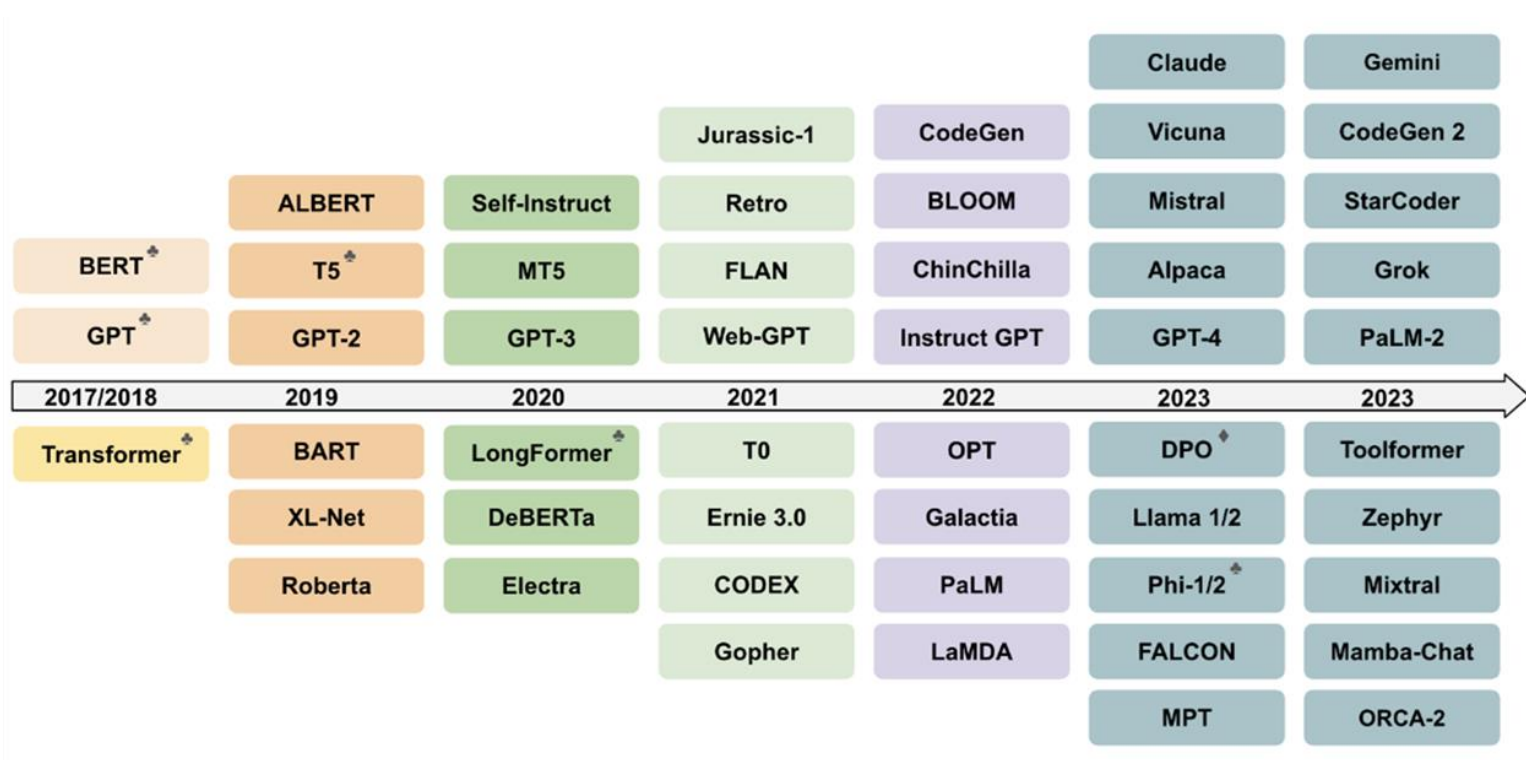 Claude Gemini
Jurassic-1 CodeGen Vicuna CodeGen 2
ALBERT Self-Instruct Retro BLOOM Mistral StarCoder
BERT♣ T5♣ MT5 FLAN ChinChilla Alpaca Grok
GPT♣ GPT-2 GPT-3 Web-GPT Instruct GPT GPT-4 PaLM-2
2017/2018 2019 2020 2021 2022 2023 2023
Transformer♣ BART LongFormer♣ T0 OPT DPO♦ Toolformer
XL-Net DeBERTa Ernie 3.0 Galactia Llama 1/2 Zephyr
Roberta Electra CODEX PaLM Phi-1/2♣ Mixtral
Gopher LaMDA FALCON Mamba-Chat
MPT ORCA-2